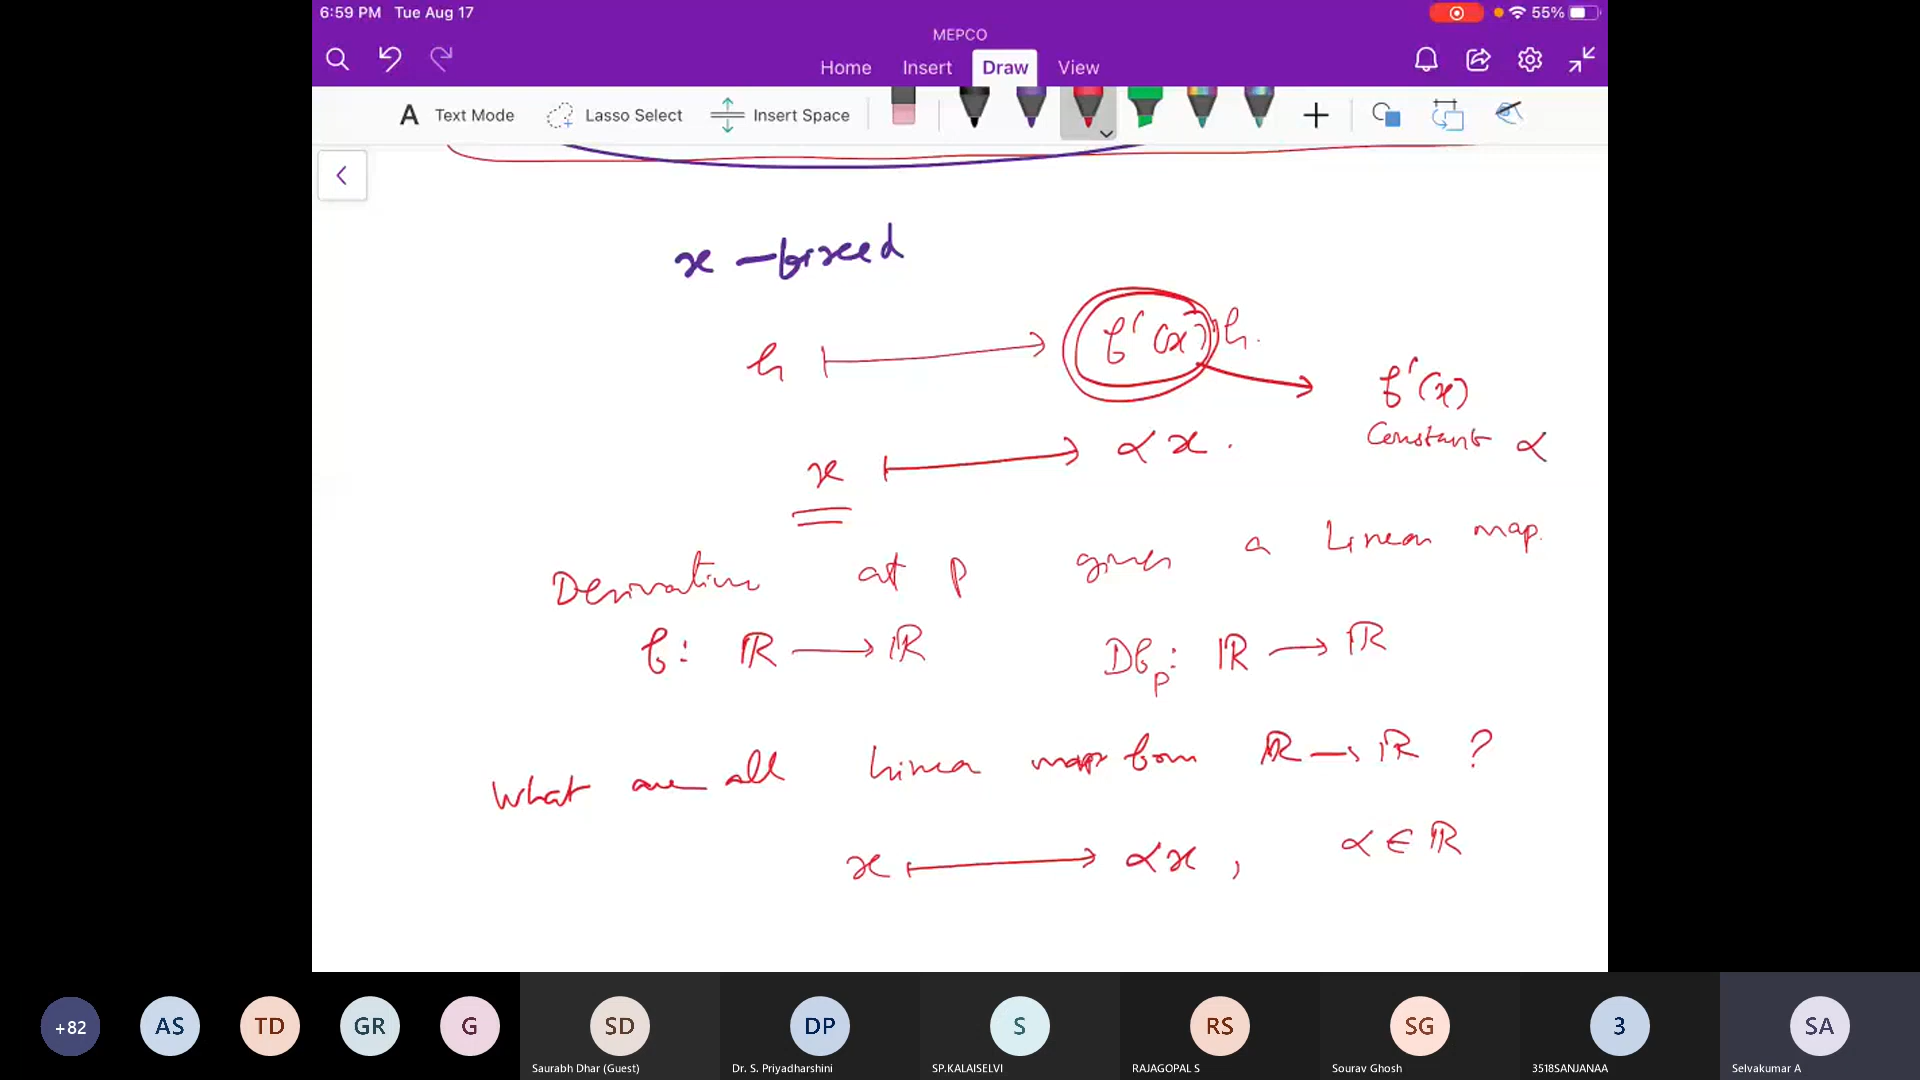 6:59 PM Tue Aug 17
55%
MEPCO
Home Insert Draw View
A Text Mode Lasso Select Insert Space
x - fixed
h ⟼ f'(x) h.
f'(x)
Constant α
x ⟼ αx.
Derivative at p gives a Linear map.
f: ℝ ⟶ ℝ Df_p: ℝ ⟶ ℝ
What are all Linear maps from ℝ ⟶ ℝ ?
x ⟼ αx, α ∈ ℝ
+82 AS TD GR G SD DP S RS SG 3 SA
Saurabh Dhar (Guest) Dr. S. Priyadharshini SP.KALAISELVI RAJAGOPAL S Sourav Ghosh 3518SANJANAA Selvakumar A